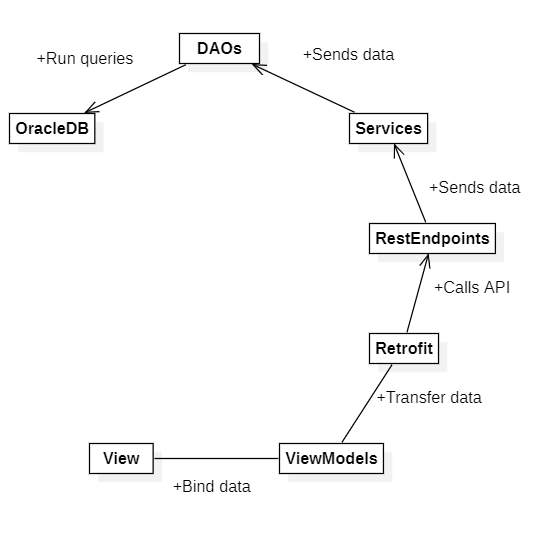 DAOs
+Run queries
+Sends data
OracleDB
Services
+Sends data
RestEndpoints
+Calls API
Retrofit
+Transfer data
View
ViewModels
+Bind data